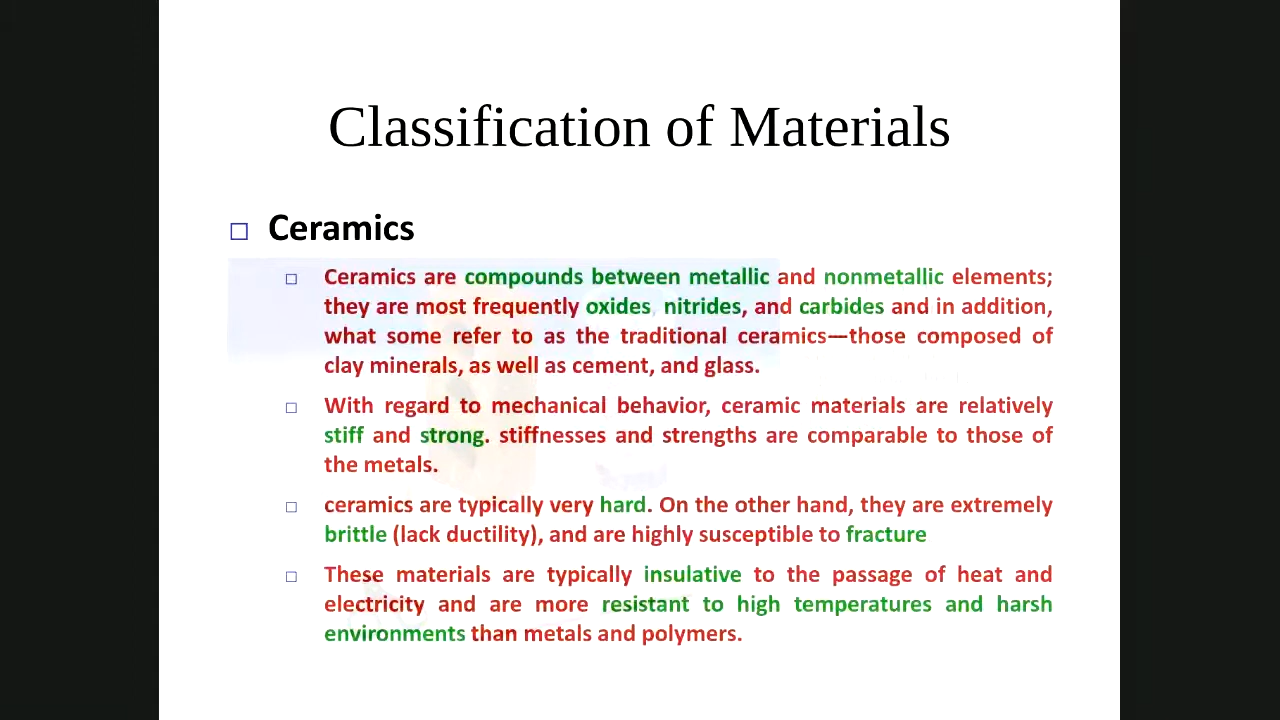 Classification of Materials
Ceramics
Ceramics are compounds between metallic and nonmetallic elements;
they are most frequently oxides, nitrides, and carbides and in addition,
what some refer to as the traditional ceramics—those composed of
clay minerals, as well as cement, and glass.
With regard to mechanical behavior, ceramic materials are relatively
stiff and strong. stiffnesses and strengths are comparable to those of
the metals.
ceramics are typically very hard. On the other hand, they are extremely
brittle (lack ductility), and are highly susceptible to fracture
These materials are typically insulative to the passage of heat and
electricity and are more resistant to high temperatures and harsh
environments than metals and polymers.